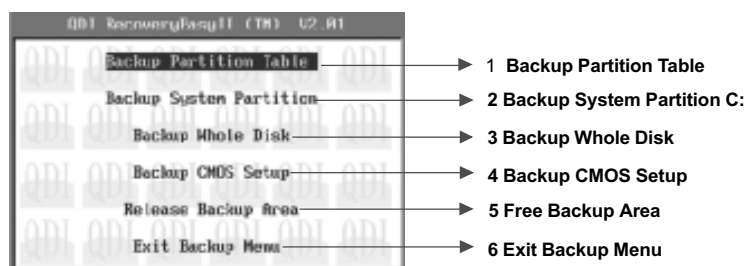 QDI RecoveryEasyII (TM) V2.01
Backup Partition Table 1 Backup Partition Table
Backup System Partition 2 Backup System Partition C:
Backup Whole Disk 3 Backup Whole Disk
Backup CMOS Setup 4 Backup CMOS Setup
Release Backup Area 5 Free Backup Area
Exit Backup Menu 6 Exit Backup Menu